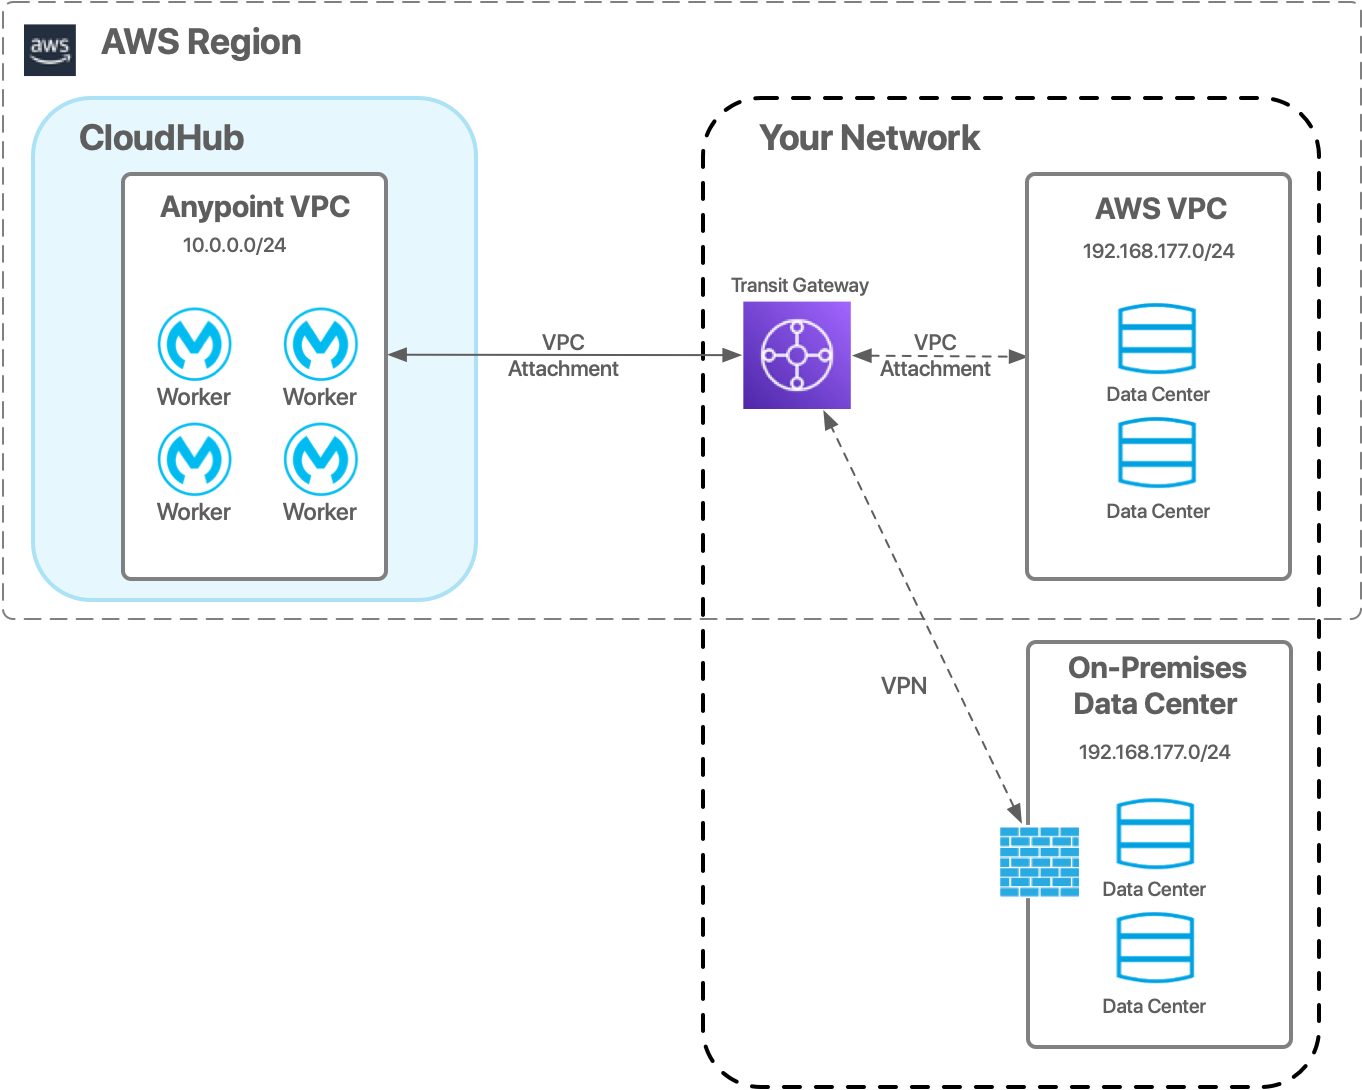 aws
AWS Region
CloudHub
Anypoint VPC
10.0.0.0/24
Worker
Worker
Worker
Worker
VPC
Attachment
Your Network
Transit Gateway
VPC
Attachment
AWS VPC
192.168.177.0/24
Data Center
Data Center
VPN
On-Premises
Data Center
192.168.177.0/24
Data Center
Data Center